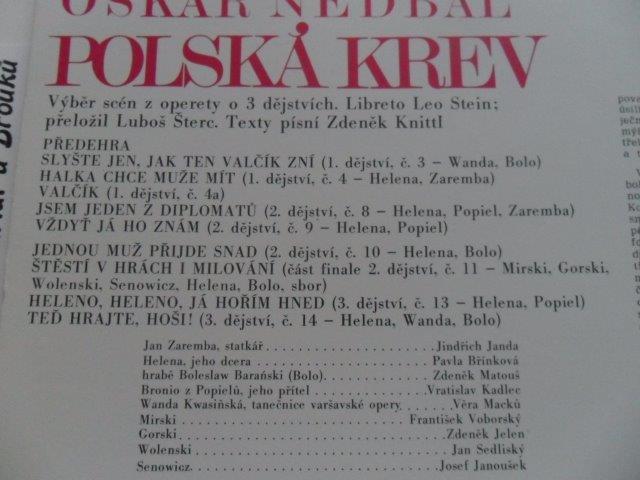 OSKAR NEDBAL
POLSKÁ KREV
Výběr scén z operety o 3 dějstvích. Libreto Leo Stein;
přeložil Luboš Šterc. Texty písní Zdeněk Knittl
PŘEDEHRA
SLYŠTE JEN, JAK TEN VALČÍK ZNÍ (1. dějství, č. 3 – Wanda, Bolo)
HALKA CHCE MUŽE MÍT (1. dějství, č. 4 – Helena, Zaremba)
VALČÍK (1. dějství, č. 4a)
JSEM JEDEN Z DIPLOMATŮ (2. dějství, č. 8 – Helena, Popiel, Zaremba)
VŽDYŤ JÁ HO ZNÁM (2. dějství, č. 9 – Helena, Popiel)
JEDNOU MUŽ PŘIJDE SNAD (2. dějství, č. 10 – Helena, Bolo)
ŠTĚSTÍ V HRÁCH I MILOVÁNÍ (část finale 2. dějství, č. 11 – Mirski, Gorski,
Wolenski, Senowicz, Helena, Bolo, sbor)
HELENO, HELENO, JÁ HOŘÍM HNED (3. dějství, č. 13 – Helena, Popiel)
TEĎ HRAJTE, HOŠI! (3. dějství, č. 14 – Helena, Wanda, Bolo)
Jan Zaremba, statkář . . . . . Jindřich Janda
Helena, jeho dcera . . . . . Pavla Břínková
hrabě Boleslaw Barański (Bolo) . . . . . Zdeněk Matouš
Bronio z Popielů, jeho přítel . . . . . Vratislav Kadlec
Wanda Kwasiňská, tanečnice varšavské opery . . . . . Věra Macků
Mirski . . . . . František Voborský
Gorski . . . . . Zdeněk Jelen
Wolenski . . . . . Jan Sedliský
Senowicz . . . . . Josef Janoušek
a Brouků